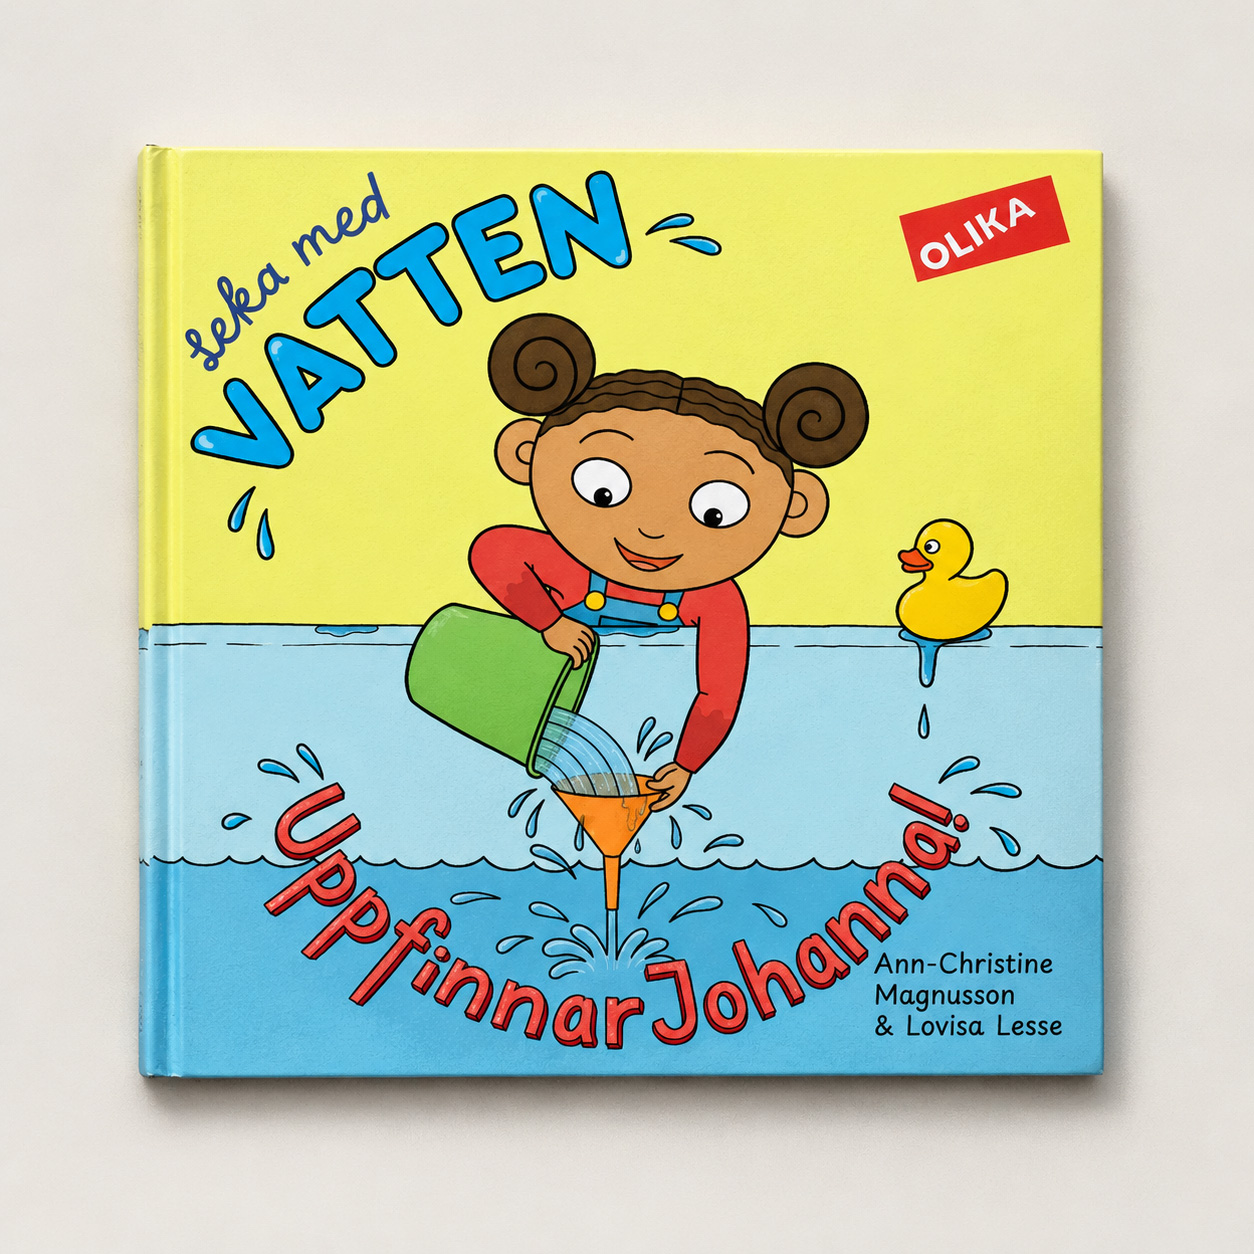 Leka med
VATTEN
OLIKA
Uppfinnar Johanna!
Ann-Christine
Magnusson
& Lovisa Lesse